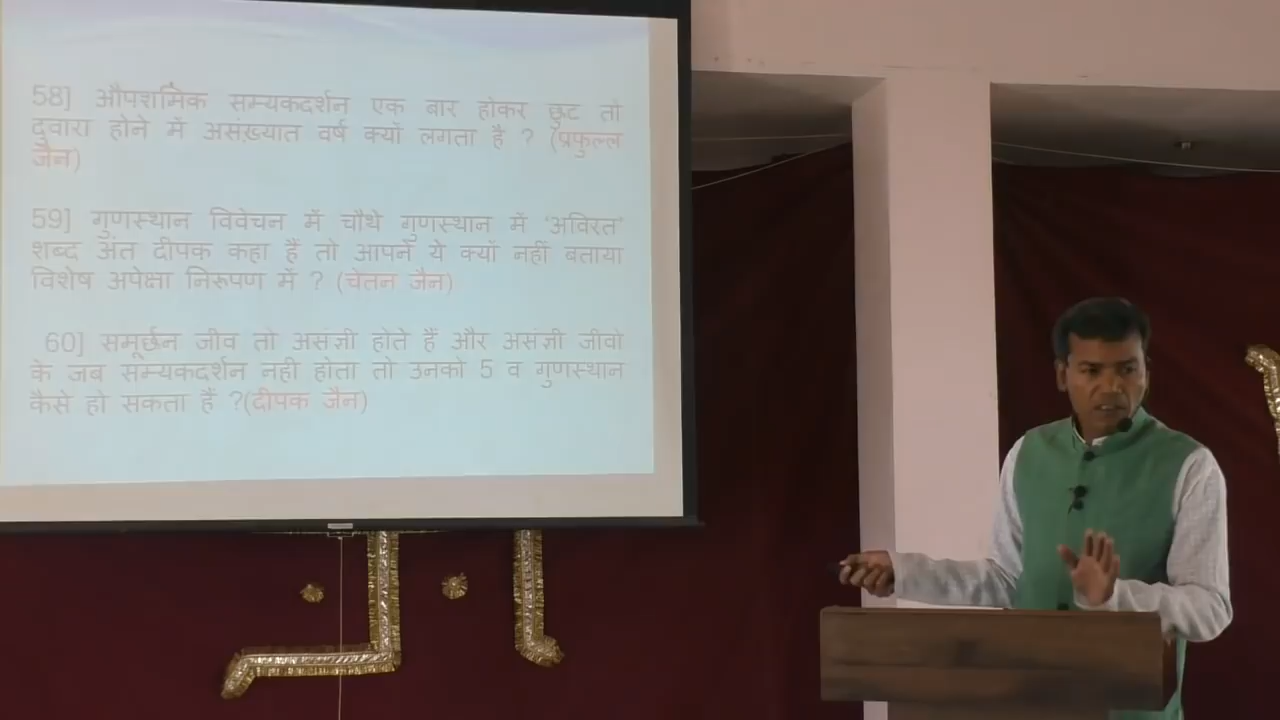 58] औपशमिक सम्यकदर्शन एक बार होकर छुट तो
दुवारा होने में असंख़्यात वर्ष क्यों लगता है ? (प्रफुल्ल
जैन)
59] गुणस्थान विवेचन में चौथे गुणस्थान में 'अविरत'
शब्द अंत दीपक कहा हैं तो आपने ये क्यों नहीं बताया
विशेष अपेक्षा निरूपण में ? (चेतन जैन)
60] समूर्छन जीव तो असंज्ञी होते हैं और असंज्ञी जीवो
के जब सम्यकदर्शन नही होता तो उनको 5 व गुणस्थान
कैसे हो सकता हैं ?(दीपक जैन)